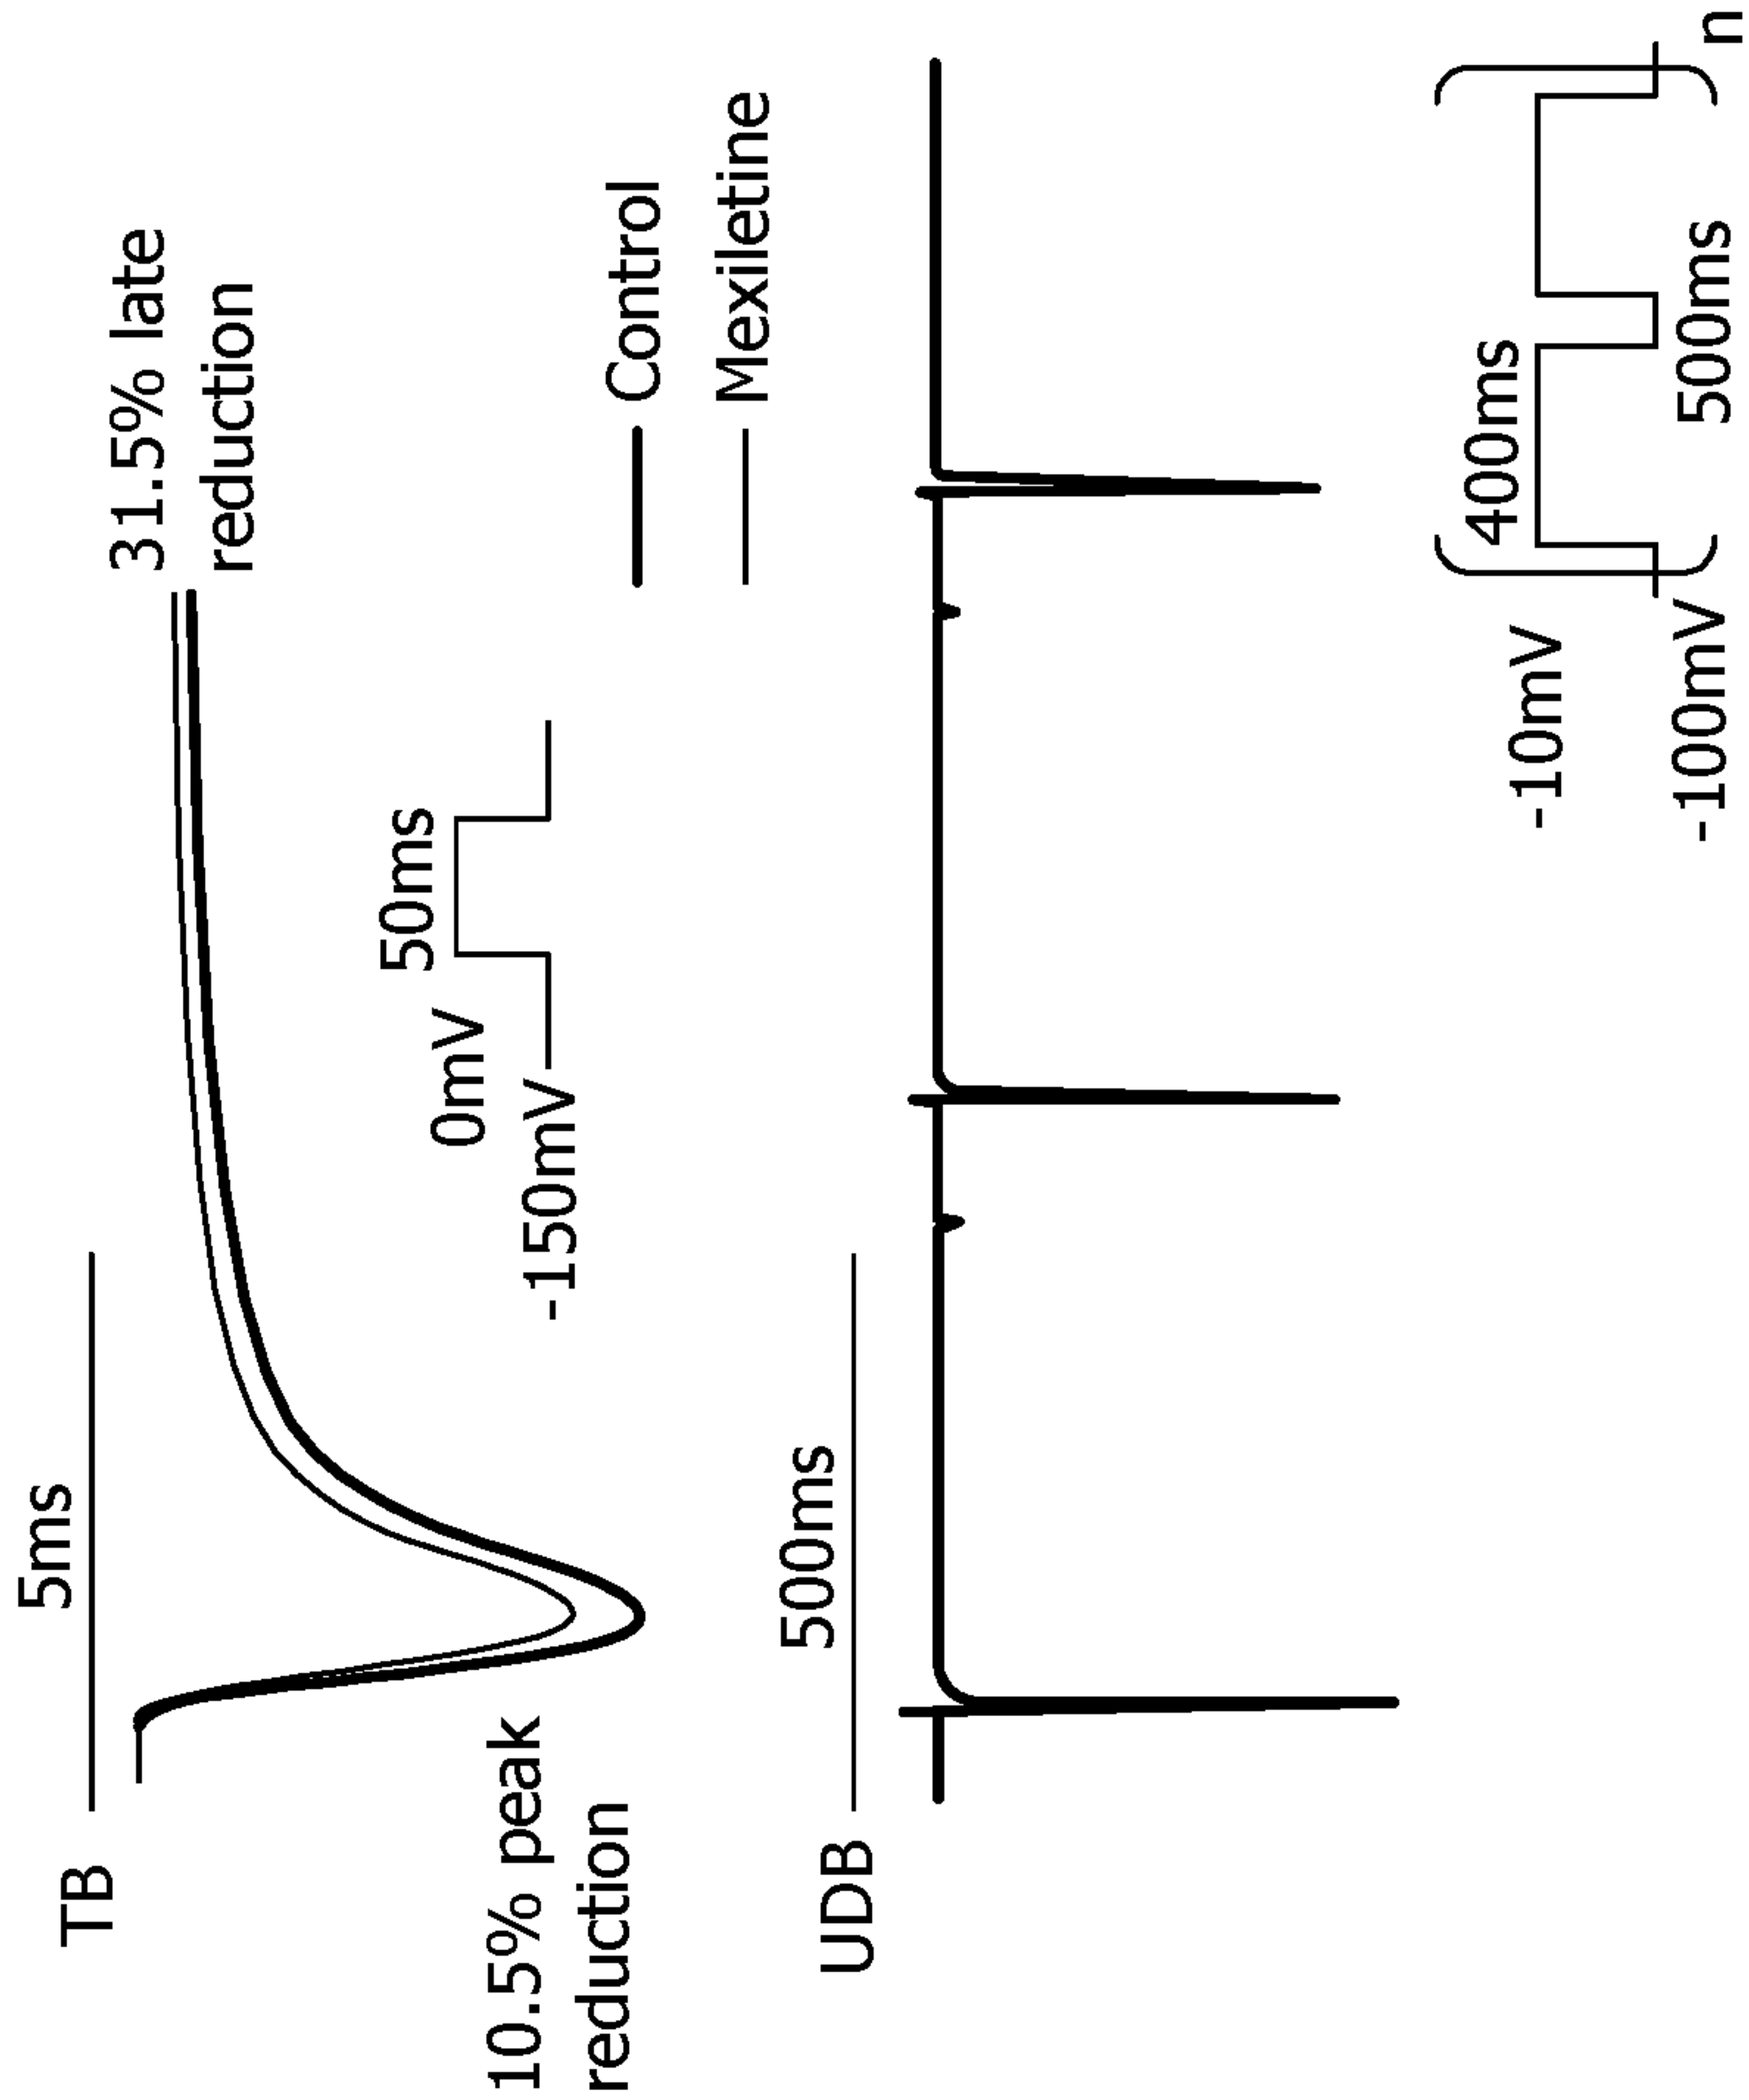 TB
5ms
31.5% late
reduction
50ms
0mV
-150mV
10.5% peak
reduction
Control
Mexiletine
UDB
500ms
400ms
-10mV
-100mV
500ms
n